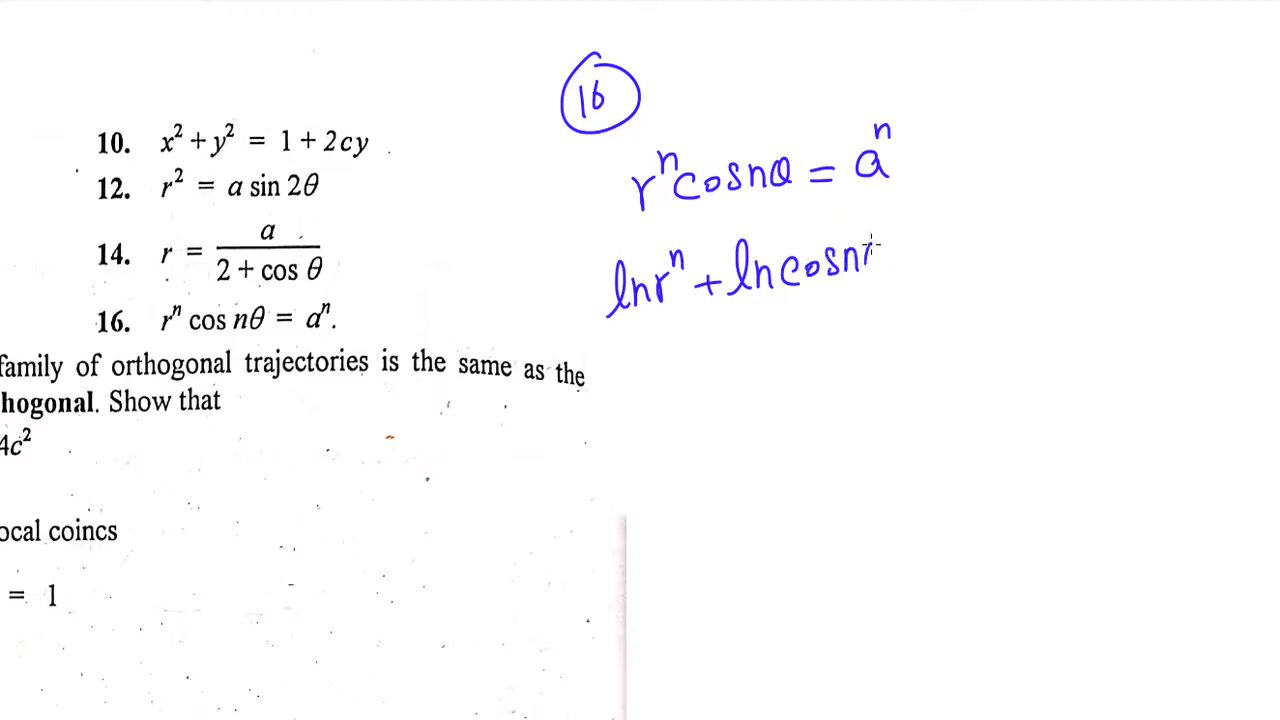 10. x² + y² = 1 + 2cy
12. r² = a sin 2θ
14. r = a / (2 + cos θ)
16. rⁿ cos nθ = aⁿ.
family of orthogonal trajectories is the same as the
hogonal. Show that
4c²
ocal coincs
= 1
16
rⁿcosnθ = aⁿ
lnrⁿ + lncosn